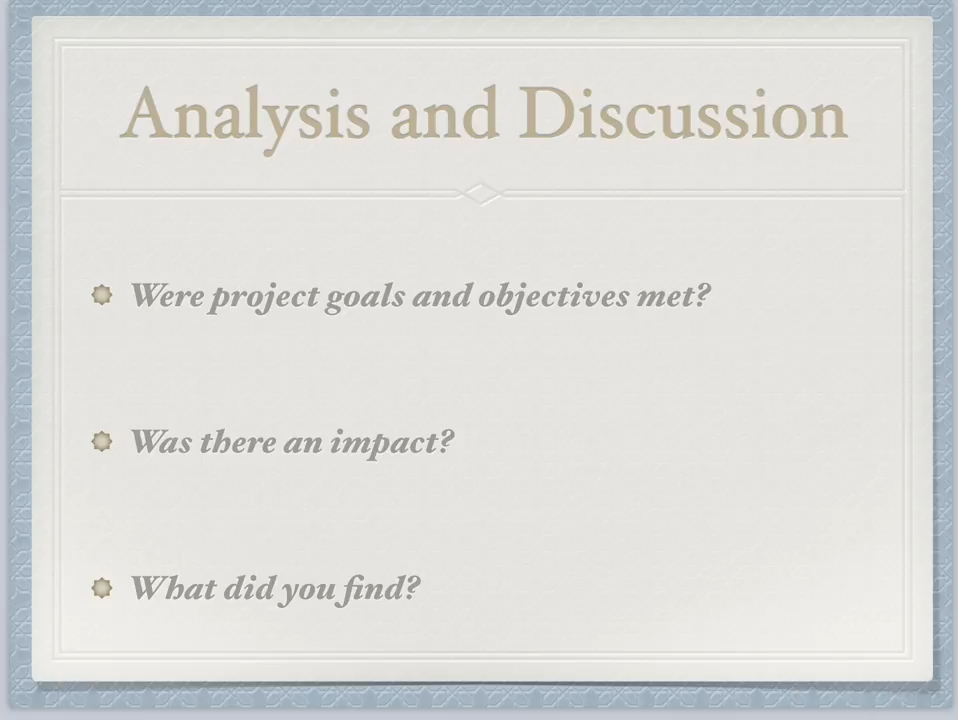 Analysis and Discussion
Were project goals and objectives met?
Was there an impact?
What did you find?